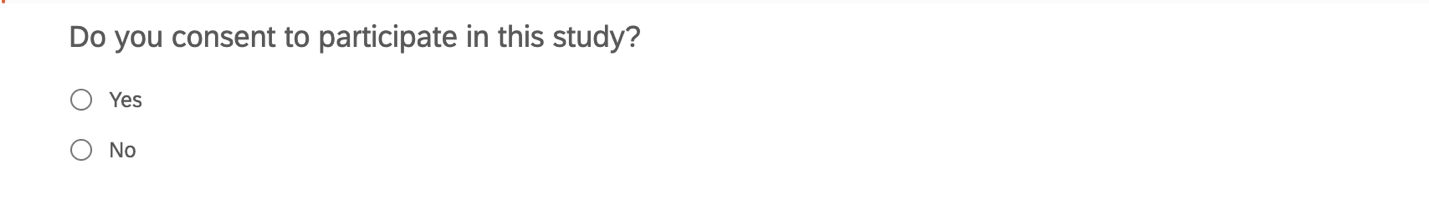 Do you consent to participate in this study?
Yes
No